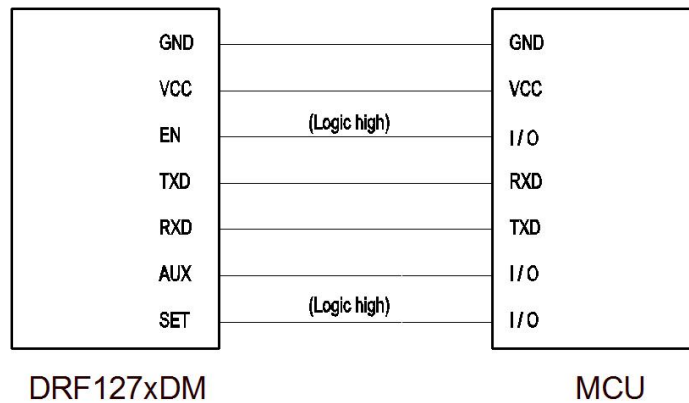 GND GND
VCC VCC
(Logic high)
EN I/O
TXD RXD
RXD TXD
AUX I/O
(Logic high)
SET I/O
DRF127xDM MCU